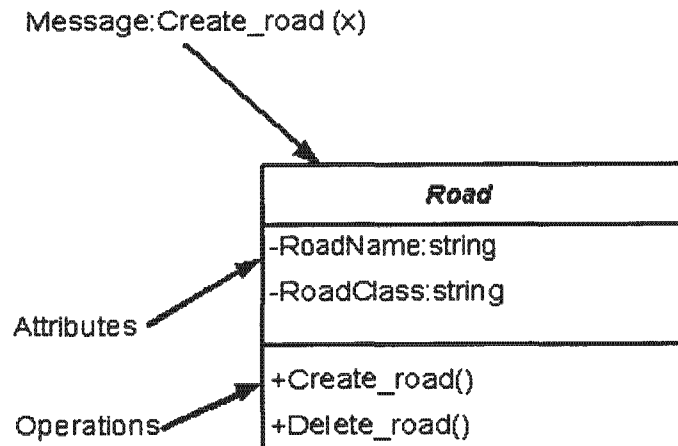 Message:Create_road (x)
Road
-RoadName:string
-RoadClass:string
Attributes
+Create_road()
Operations
+Delete_road()